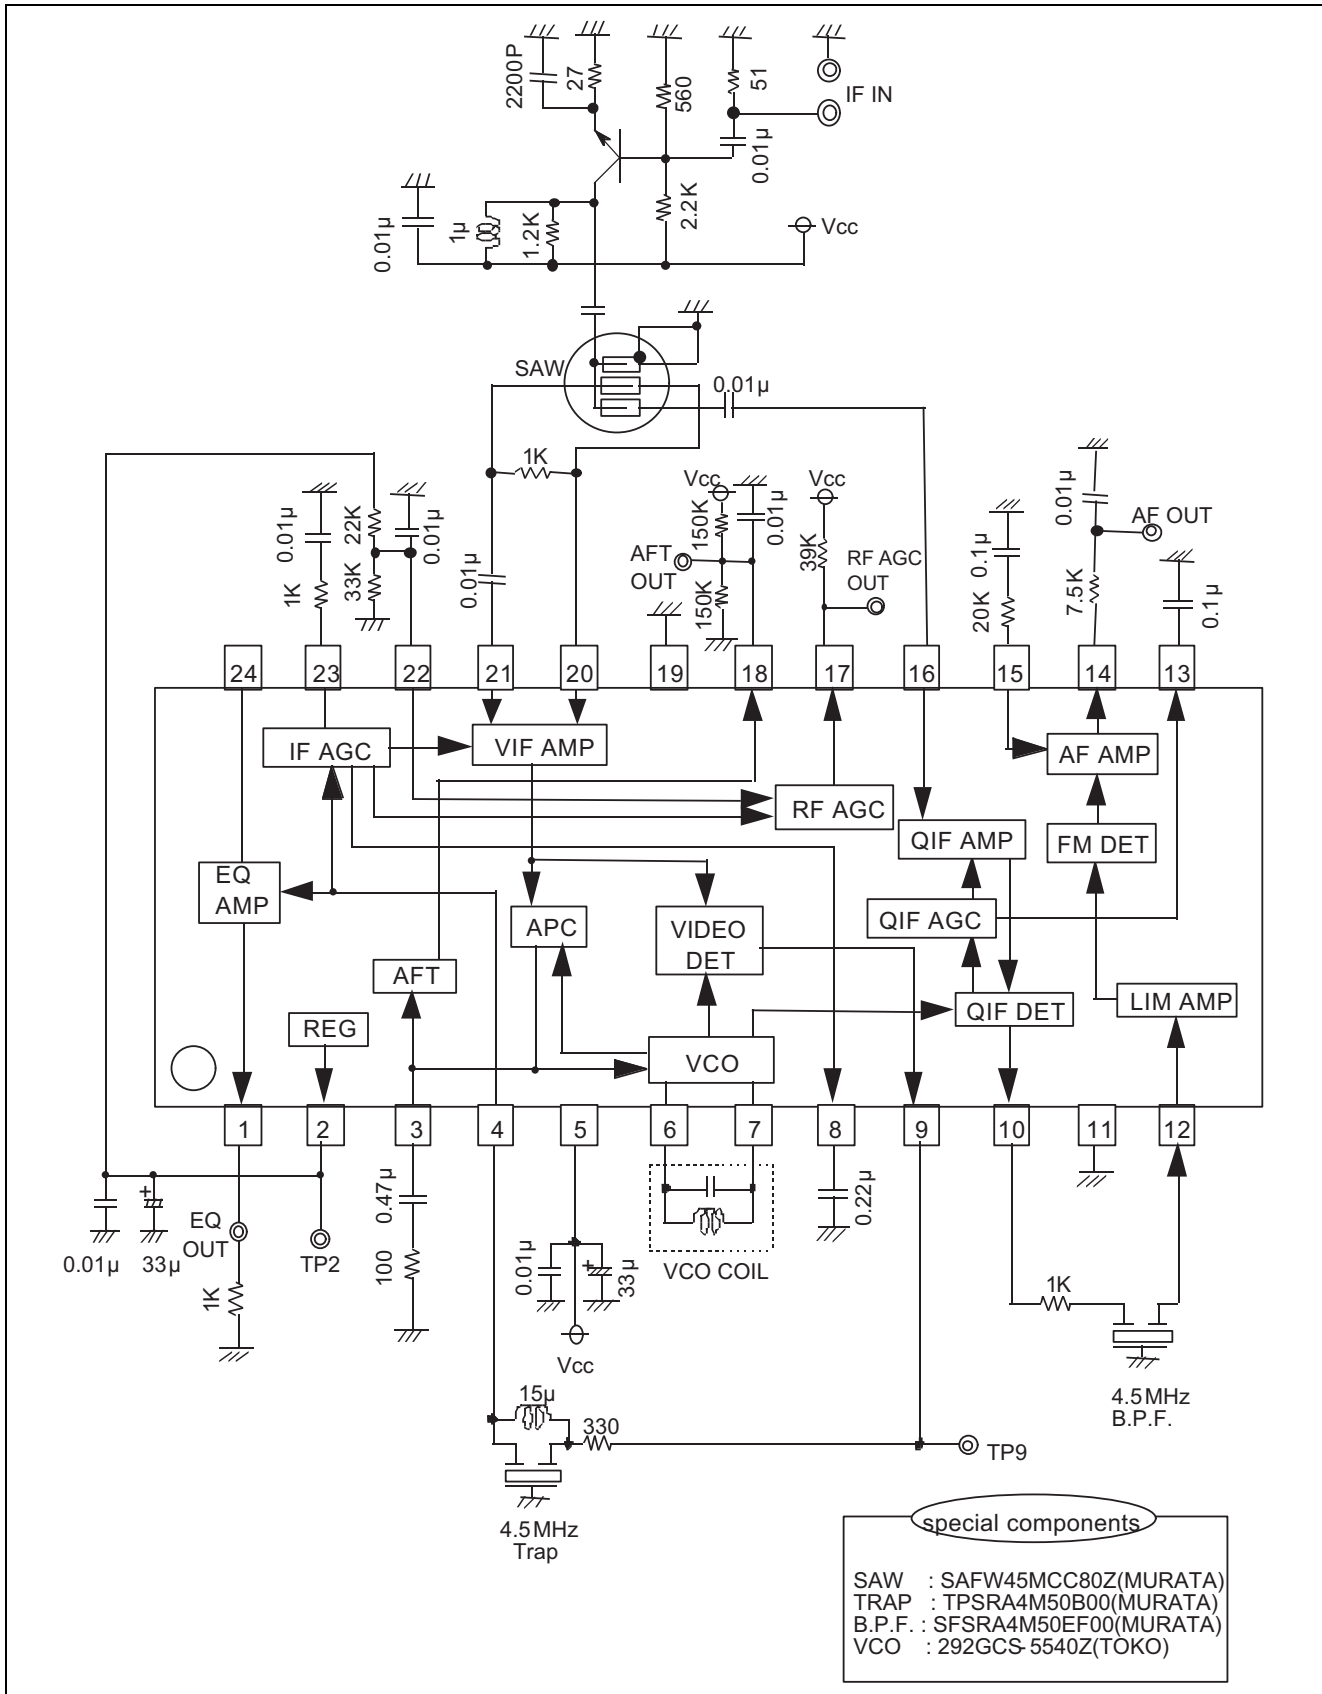 2200P
27
560
51
IF IN
0.01µ
0.01µ
1µ
1.2K
2.2K
Vcc
SAW
0.01µ
1K
Vcc
Vcc
0.01µ
22K
0.01µ
0.01µ
150K
0.01µ
39K
0.1µ
0.01µ
AF OUT
1K
33K
AFT
OUT
150K
RF AGC
OUT
20K
7.5K
0.1µ
24
23
22
21
20
19
18
17
16
15
14
13
IF AGC
VIF AMP
AF AMP
RF AGC
QIF AMP
FM DET
EQ
AMP
APC
VIDEO
DET
QIF AGC
AFT
QIF DET
LIM AMP
REG
VCO
1
2
3
4
5
6
7
8
9
10
11
12
0.01µ
+
33µ
EQ
OUT
1K
TP2
0.47µ
100
0.01µ
+
33µ
Vcc
VCO COIL
0.22µ
1K
4.5MHz
B.P.F.
15µ
330
TP9
4.5MHz
Trap
special components
SAW : SAFW45MCC80Z(MURATA)
TRAP : TPSRA4M50B00(MURATA)
B.P.F. : SFSRA4M50EF00(MURATA)
VCO : 292GCS-5540Z(TOKO)